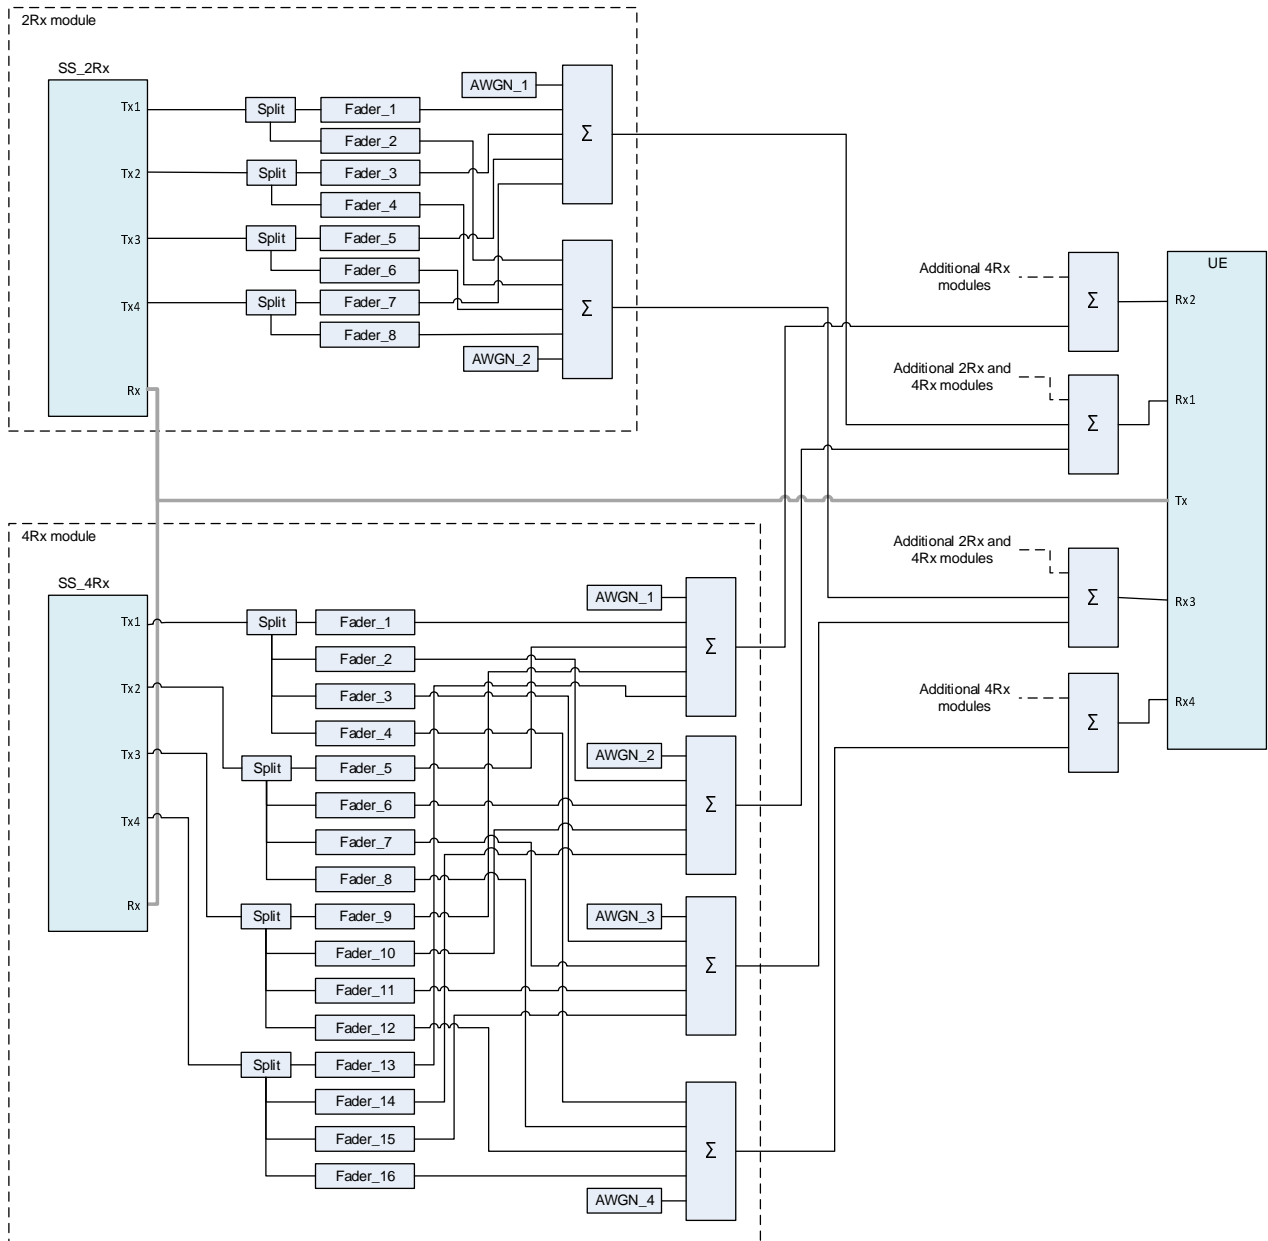 2Rx module
SS_2Rx
Tx1
Tx2
Tx3
Tx4
Rx
Split
Split
Split
Split
Fader_1
Fader_2
Fader_3
Fader_4
Fader_5
Fader_6
Fader_7
Fader_8
AWGN_1
Σ
Σ
AWGN_2
4Rx module
SS_4Rx
Tx1
Tx2
Tx3
Tx4
Rx
Split
Split
Split
Split
Fader_1
Fader_2
Fader_3
Fader_4
Fader_5
Fader_6
Fader_7
Fader_8
Fader_9
Fader_10
Fader_11
Fader_12
Fader_13
Fader_14
Fader_15
Fader_16
AWGN_1
Σ
AWGN_2
Σ
AWGN_3
Σ
Σ
AWGN_4
Additional 4Rx
modules
Σ
Additional 2Rx and
4Rx modules
Σ
Additional 2Rx and
4Rx modules
Σ
Additional 4Rx
modules
Σ
UE
Rx2
Rx1
Tx
Rx3
Rx4